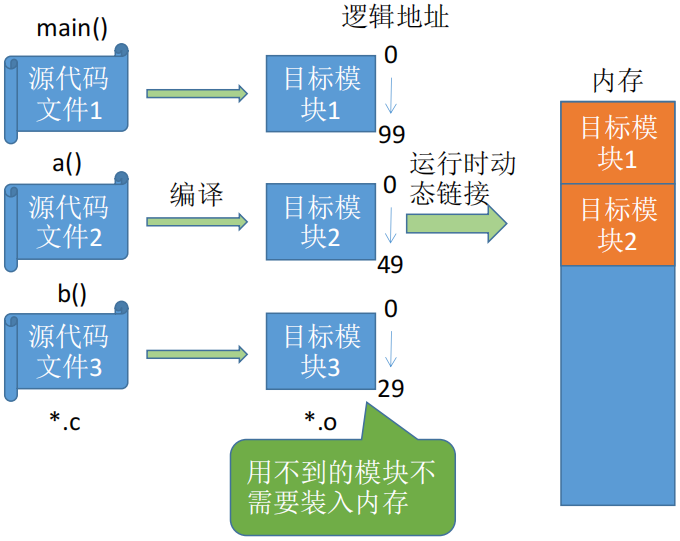 main()
逻辑地址
源代码
文件1
目标模
块1
0
99
内存
目标模
块1
a()
源代码
文件2
编译
目标模
块2
0
49
运行时动
态链接
目标模
块2
b()
源代码
文件3
目标模
块3
0
29
*.c
*.o
用不到的模块不
需要装入内存